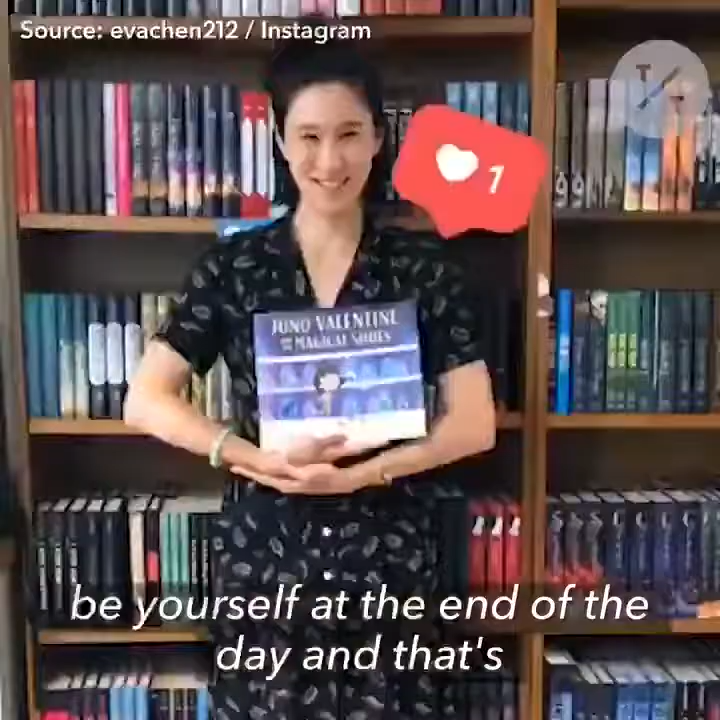 Source: evachen212 / Instagram
1
JUNO VALENTINE
AND THE
MAGICAL SHOES
be yourself at the end of the
day and that's